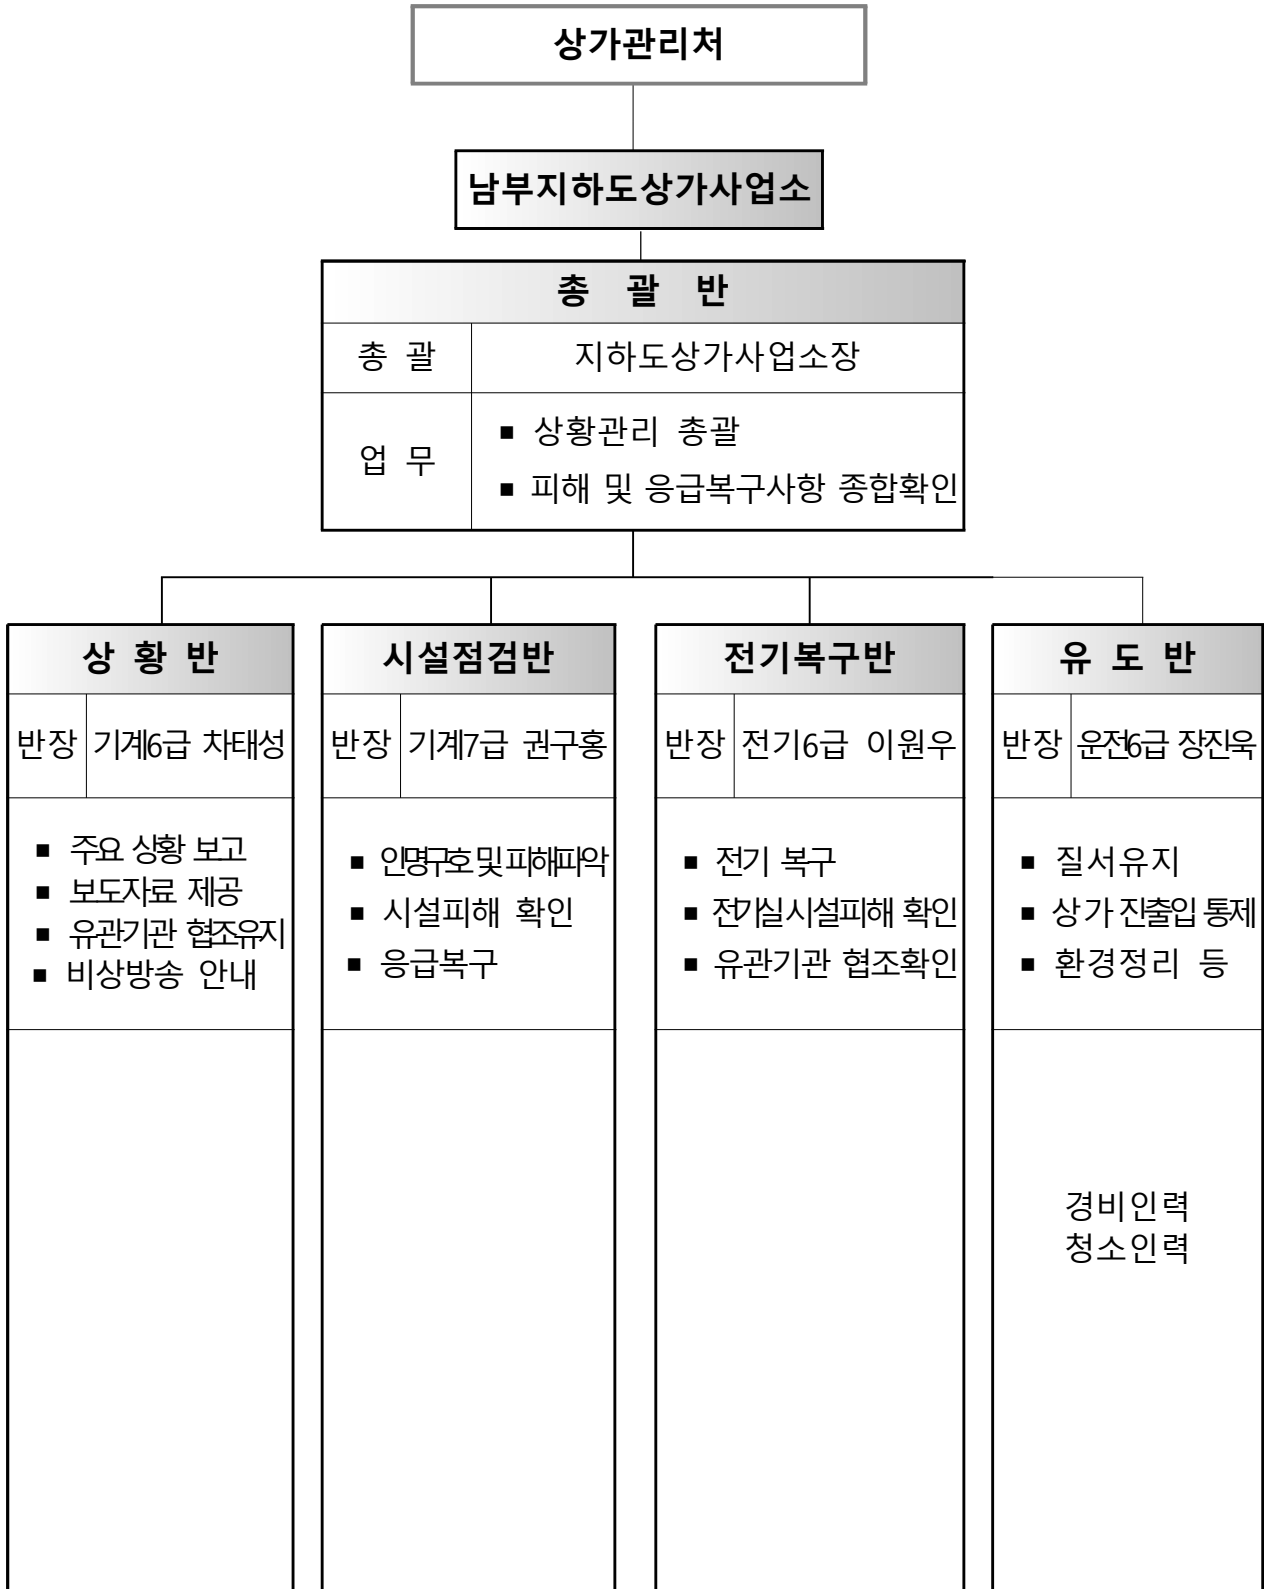 상가관리처
남부지하도상가사업소
총 괄 반
총 괄
지하도상가사업소장
업 무
■ 상황관리 총괄
■ 피해 및 응급복구사항 종합확인
상 황 반
반장
기계6급 차태성
■ 주요 상황 보고
■ 보도자료 제공
■ 유관기관 협조유지
■ 비상방송 안내
시설점검반
반장
기계7급 권구홍
■ 인명구호 및 피해파악
■ 시설피해 확인
■ 응급복구
전기복구반
반장
전기6급 이원우
■ 전기 복구
■ 전기실시설피해 확인
■ 유관기관 협조확인
유 도 반
반장
운전6급 장진욱
■ 질서유지
■ 상가 진출입 통제
■ 환경정리 등
경비인력
청소인력